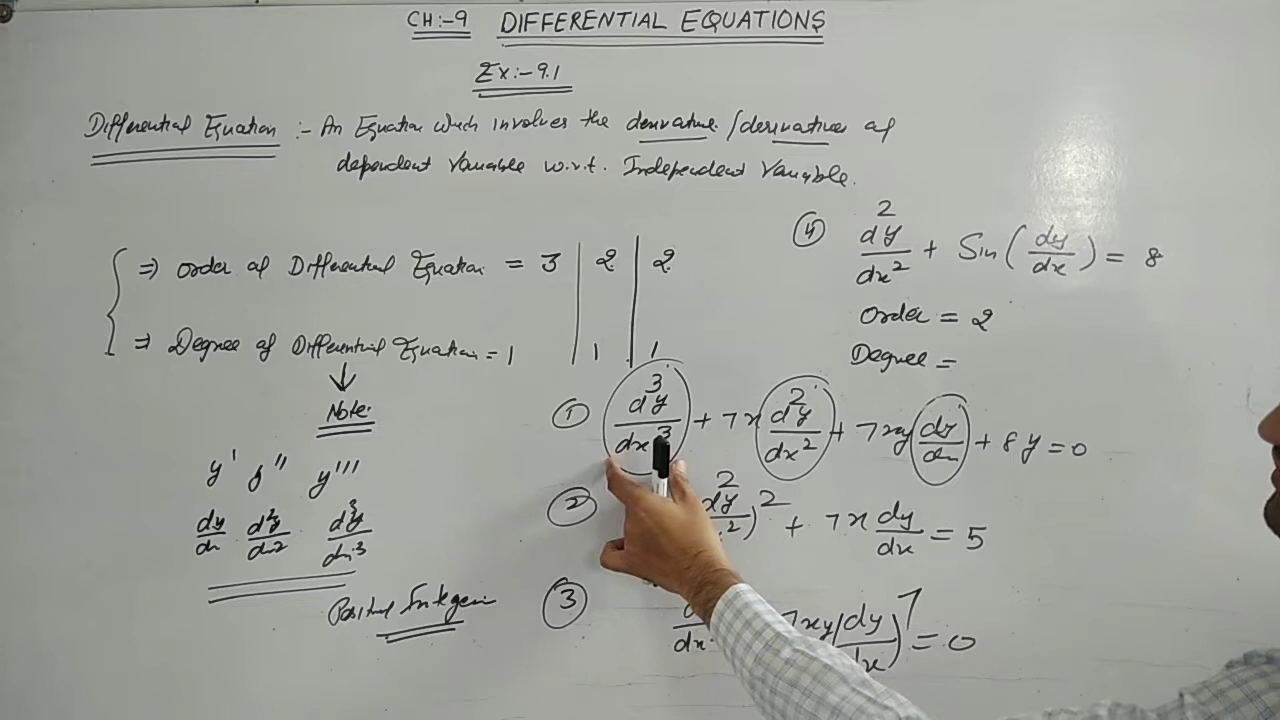 CH:-9 DIFFERENTIAL EQUATIONS
Ex:-9.1
Differential Equation :- An Equation which involves the derivative /derivatives of
dependent variable w.r.t. Independent Variable.
⇒ order of Differential Equation = 3 | 2 | 2
⇒ Degree of Differential Equation = 1 | 1 | 1
Note:
y' y'' y'''
dy/dx d²y/dx² d³y/dx³
Positive Integer
④ d²y/dx² + Sin(dy/dx) = 8
Order = 2
Degree =
① d³y/dx³ + 7x d²y/dx² + 7xy dy/dx + 8y = 0
② d²y/dx²)² + 7x dy/dx = 5
③ dx 7xy(dy/dx)⁷ = 0